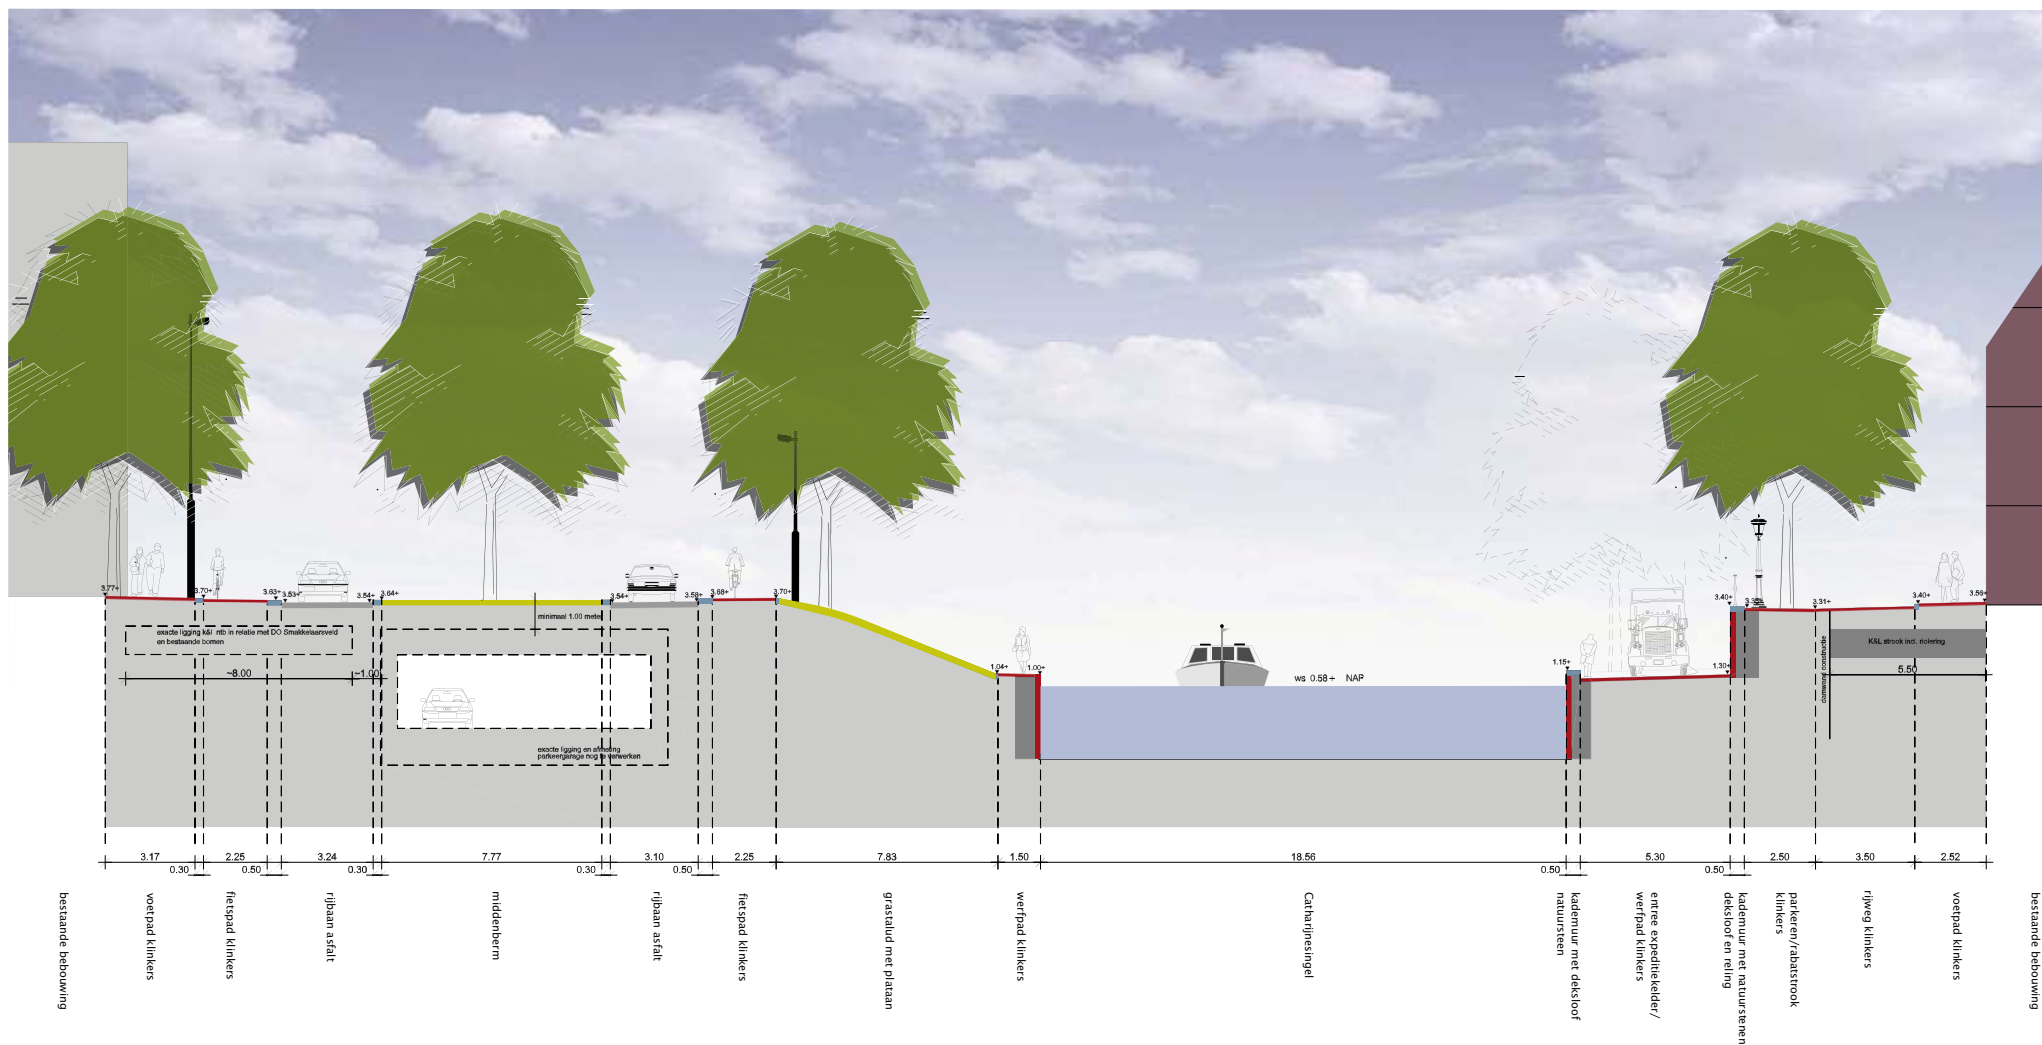 3.77+
3.70+
3.63+
3.53+
3.54+
3.64+
3.54+
3.58+
3.68+
3.70+
1.04+
1.00+
1.15+
1.30+
3.40+
3.31+
3.40+
3.56+
minimaal 1.00 meter
exacte ligging k&l ntb in relatie met DO Smakkelaarsveld
en bestaande bomen
~8.00
~1.00
exacte ligging en afmeting
parkeergarage nog te verwerken
ws 0.58+ NAP
damwand constructie
K&L strook incl. riolering
5.50
3.17
2.25
3.24
7.77
3.10
2.25
7.83
1.50
18.56
5.30
2.50
3.50
2.52
0.30
0.50
0.30
0.30
0.50
0.50
0.50
bestaande bebouwing
voetpad klinkers
fietspad klinkers
rijbaan asfalt
middenberm
rijbaan asfalt
fietspad klinkers
grastalud met plataan
werfpad klinkers
Catharijnesingel
kademuur met deksloof
natuursteen
entree expeditiekelder/
werfpad klinkers
kademuur met natuurstenen
deksloof en reling
parkeren/rabatstrook
klinkers
rijweg klinkers
voetpad klinkers
bestaande bebouwing